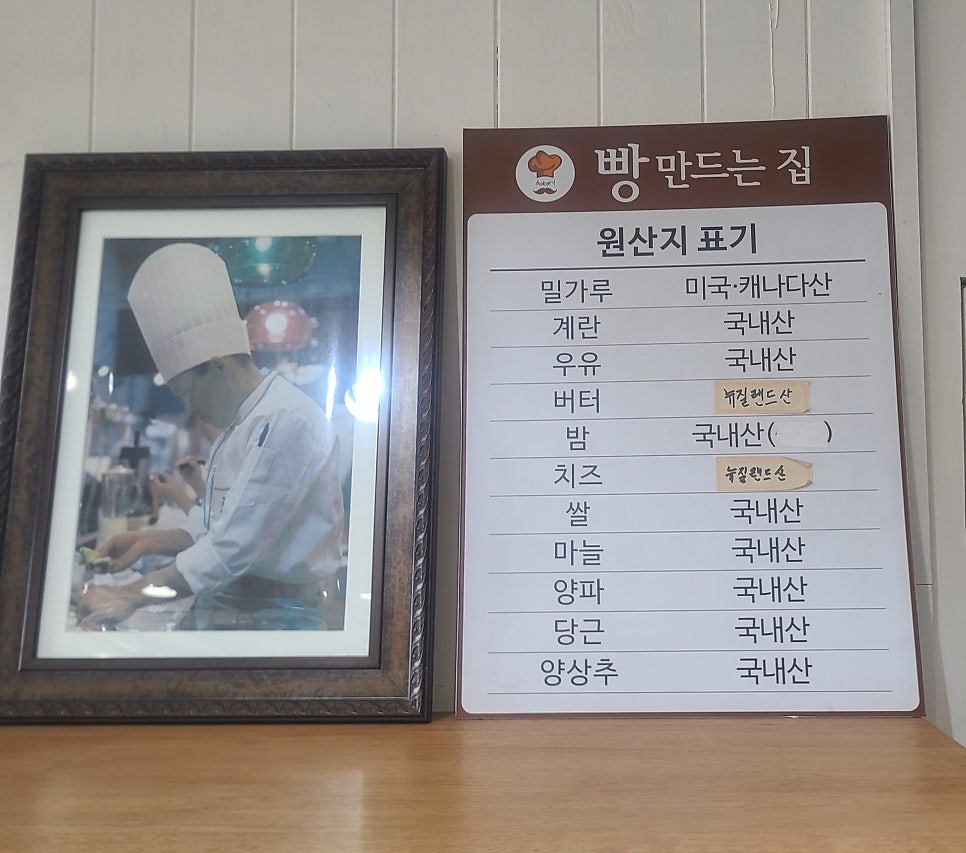 Bakery
빵 만드는 집
원산지 표기
밀가루 미국·캐나다산
계란 국내산
우유 국내산
버터 뉴질랜드산
밤 국내산( )
치즈 뉴질랜드산
쌀 국내산
마늘 국내산
양파 국내산
당근 국내산
양상추 국내산